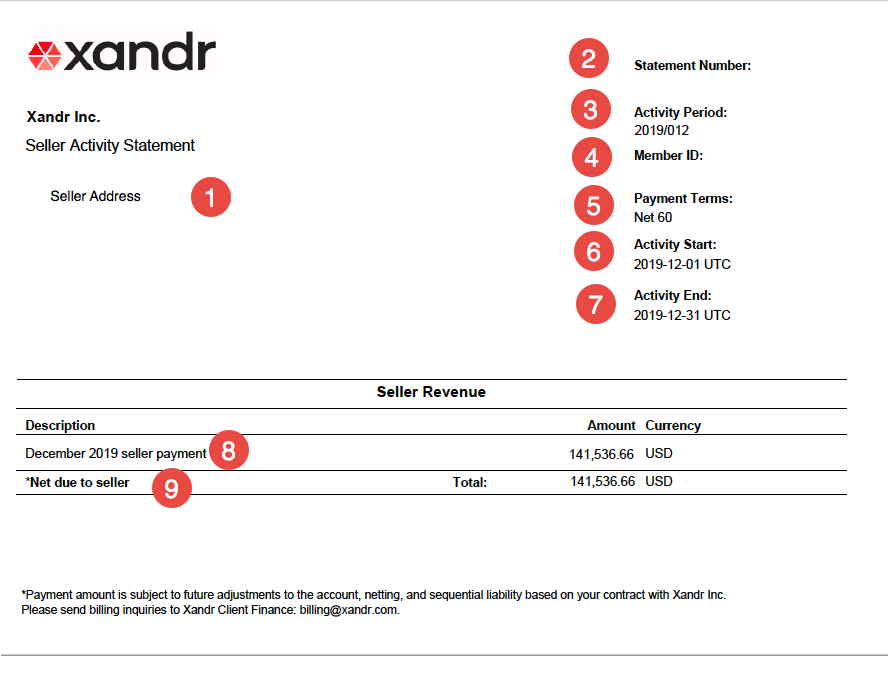 xandr
Xandr Inc.
Seller Activity Statement
Seller Address 1
2 Statement Number:
3 Activity Period:
2019/012
4 Member ID:
5 Payment Terms:
Net 60
6 Activity Start:
2019-12-01 UTC
7 Activity End:
2019-12-31 UTC
Seller Revenue
Description Amount Currency
December 2019 seller payment 8 141,536.66 USD
*Net due to seller 9 Total: 141,536.66 USD
*Payment amount is subject to future adjustments to the account, netting, and sequential liability based on your contract with Xandr Inc.
Please send billing inquiries to Xandr Client Finance: billing@xandr.com.